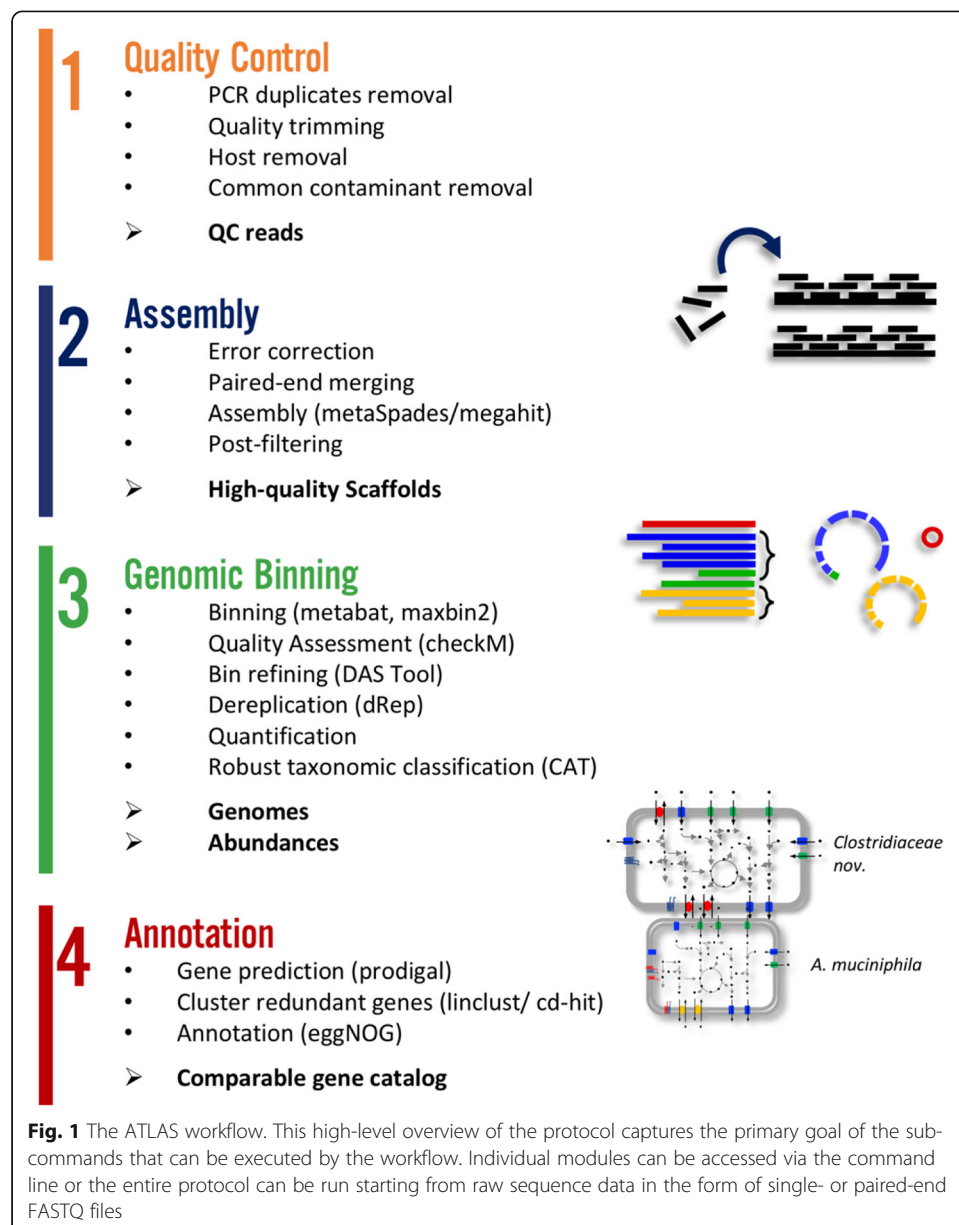 1
Quality Control
• PCR duplicates removal
• Quality trimming
• Host removal
• Common contaminant removal
➢ QC reads
2
Assembly
• Error correction
• Paired-end merging
• Assembly (metaSpades/megahit)
• Post-filtering
➢ High-quality Scaffolds
3
Genomic Binning
• Binning (metabat, maxbin2)
• Quality Assessment (checkM)
• Bin refining (DAS Tool)
• Dereplication (dRep)
• Quantification
• Robust taxonomic classification (CAT)
➢ Genomes
➢ Abundances
Clostridiaceae
nov.
4
Annotation
• Gene prediction (prodigal)
• Cluster redundant genes (linclust/ cd-hit)
• Annotation (eggNOG)
➢ Comparable gene catalog
A. muciniphila
Fig. 1 The ATLAS workflow. This high-level overview of the protocol captures the primary goal of the sub-
commands that can be executed by the workflow. Individual modules can be accessed via the command
line or the entire protocol can be run starting from raw sequence data in the form of single- or paired-end
FASTQ files